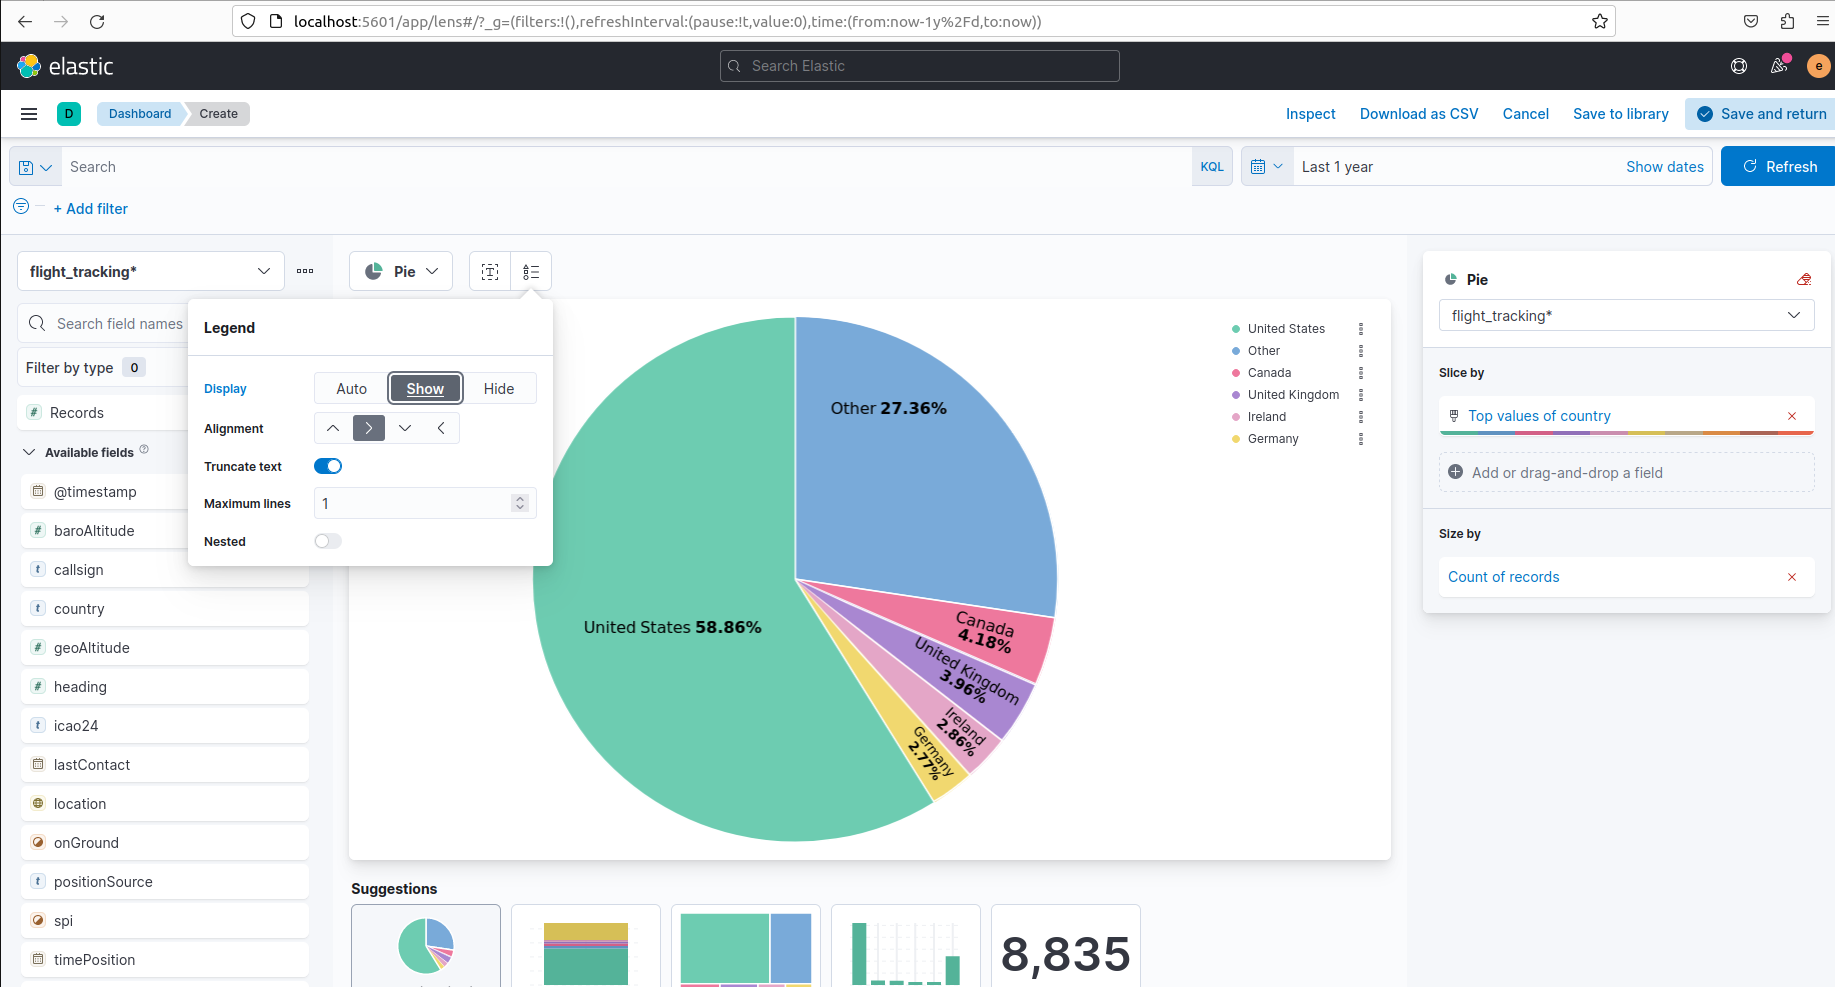 localhost:5601/app/lens#/?_g=(filters:!(),refreshInterval:(pause:!t,value:0),time:(from:now-1y%2Fd,to:now))
elastic
Search Elastic
e
D
Dashboard
Create
Inspect
Download as CSV
Cancel
Save to library
Save and return
Search
KQL
Last 1 year
Show dates
Refresh
+ Add filter
flight_tracking*
Search field names
Filter by type 0
# Records
Available fields
@timestamp
# baroAltitude
t callsign
t country
# geoAltitude
# heading
t icao24
lastContact
location
onGround
t positionSource
spi
timePosition
Pie
Legend
Display
Auto
Show
Hide
Alignment
Truncate text
Maximum lines
1
Nested
Other 27.36%
United States 58.86%
Canada
4.18%
United Kingdom
3.96%
Ireland
2.86%
Germany
2.77%
United States
Other
Canada
United Kingdom
Ireland
Germany
Suggestions
8,835
Pie
flight_tracking*
Slice by
Top values of country
Add or drag-and-drop a field
Size by
Count of records